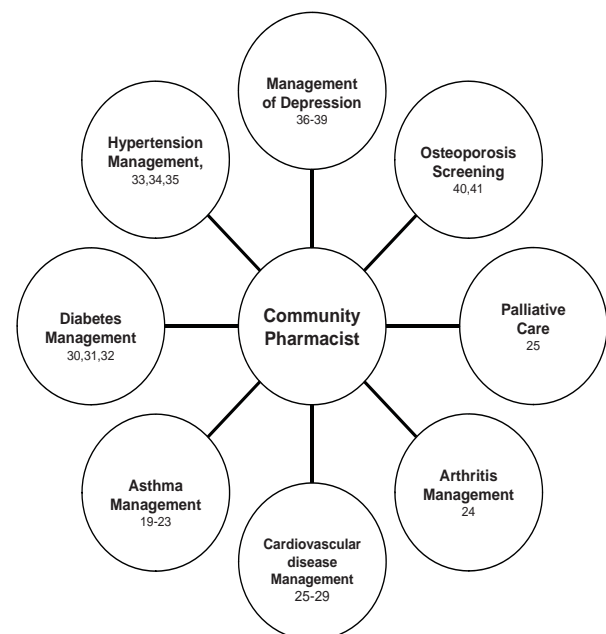 Management
of Depression
36-39
Hypertension
Management,
33,34,35
Osteoporosis
Screening
40,41
Diabetes
Management
30,31,32
Community
Pharmacist
Palliative
Care
25
Asthma
Management
19-23
Arthritis
Management
24
Cardiovascular
disease
Management
25-29